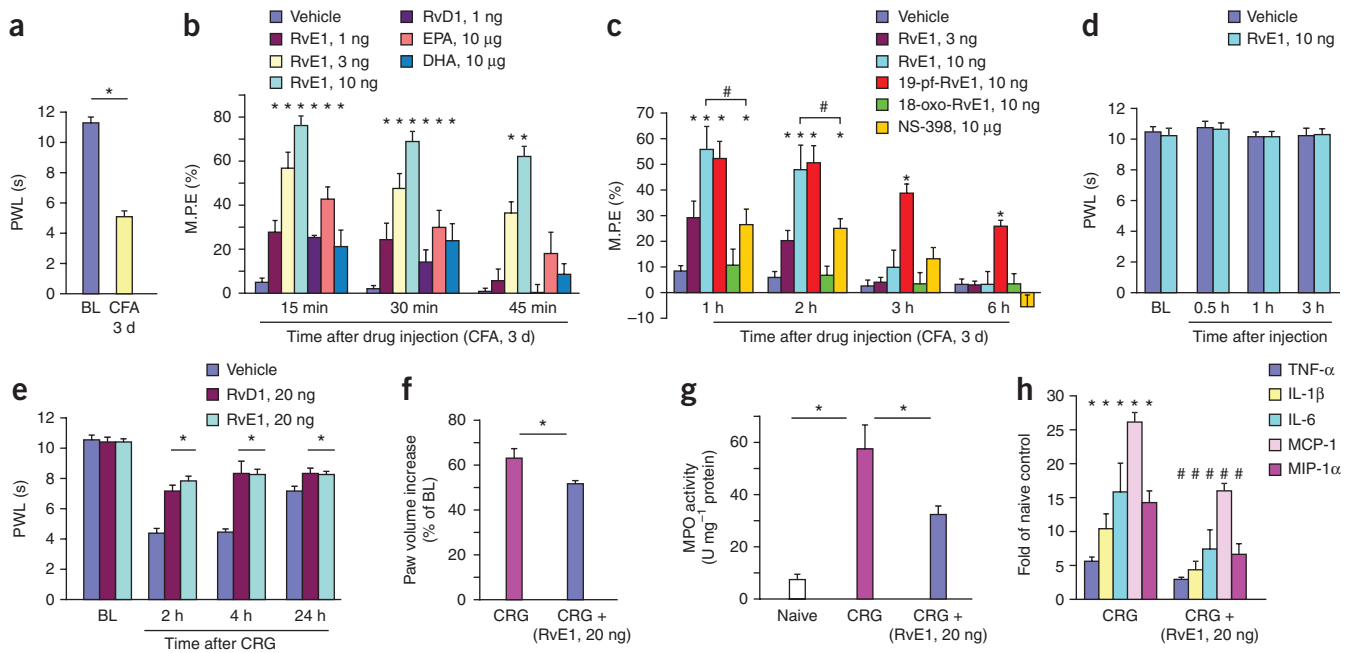 a
PWL (s)
12
10
8
6
4
2
0
*
BL CFA
3 d
b
Vehicle
RvE1, 1 ng
RvE1, 3 ng
RvE1, 10 ng
RvD1, 1 ng
EPA, 10 μg
DHA, 10 μg
M.P.E (%)
80
60
40
20
0
* * * * * *
* * * * * *
* *
15 min 30 min 45 min
Time after drug injection (CFA, 3 d)
c
Vehicle
RvE1, 3 ng
RvE1, 10 ng
19-pf-RvE1, 10 ng
18-oxo-RvE1, 10 ng
NS-398, 10 μg
M.P.E (%)
70
60
50
40
30
20
10
0
–10
# #
* * * *
* * * *
*
*
1 h 2 h 3 h 6 h
Time after drug injection (CFA, 3 d)
d
Vehicle
RvE1, 10 ng
PWL (s)
12
10
8
6
4
2
0
BL 0.5 h 1 h 3 h
Time after injection
e
Vehicle
RvD1, 20 ng
RvE1, 20 ng
PWL (s)
12
10
8
6
4
2
0
* * *
BL 2 h 4 h 24 h
Time after CRG
f
Paw volume increase
(% of BL)
80
60
40
80
0
*
CRG CRG +
(RvE1, 20 ng)
g
MPO activity
(U mg–1 protein)
60
40
20
0
* *
Naive CRG CRG +
(RvE1, 20 ng)
h
TNF-α
IL-1β
IL-6
MCP-1
MIP-1α
Fold of naive control
30
25
20
15
10
5
0
* * * * *
# # # # #
CRG CRG +
(RvE1, 20 ng)